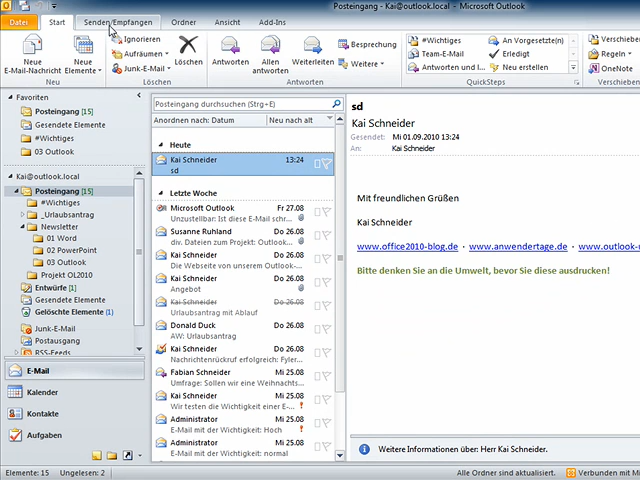 Posteingang - Kai@outlook.local - Microsoft Outlook
Datei Start Senden/Empfangen Ordner Ansicht Add-Ins
Neue E-Mail-Nachricht
Neue Elemente
Neu
Ignorieren
Aufräumen
Junk-E-Mail
Löschen
Löschen
Antworten
Allen antworten
Weiterleiten
Besprechung
Weitere
Antworten
#Wichtiges
Team-E-Mail
Antworten und l...
An Vorgesetzte(n)
Erledigt
Neu erstellen
QuickSteps
Verschiebe
Regeln
OneNote
Versc
Favoriten
Posteingang [15]
Gesendete Elemente
#Wichtiges
03 Outlook
Kai@outlook.local
Posteingang [15]
#Wichtiges
_Urlaubsantrag
Newsletter
01 Word
02 PowerPoint
03 Outlook
Projekt OL2010
Entwürfe [1]
Gesendete Elemente
Gelöschte Elemente (1)
Junk-E-Mail
Postausgang
RSS-Feeds
E-Mail
Kalender
Kontakte
Aufgaben
Posteingang durchsuchen (Strg+E)
Anordnen nach: Datum Neu nach alt
Heute
Kai Schneider 13:24
sd
Letzte Woche
Microsoft Outlook Fr 27.08
Unzustellbar: Ist diese E-Mail schr...
Susanne Ruhland Do 26.08
div. Dateien zum Projekt: Outlook...
Kai Schneider Do 26.08
Die Webseite von unserem Outlook...
Kai Schneider Do 26.08
Angebot
Kai Schneider Do 26.08
Urlaubsantrag mit Ablauf
Donald Duck Do 26.08
AW: Urlaubsantrag
Kai Schneider Do 26.08
Nachrichtenrückruf erfolgreich: Fyler...
Fabian Schneider Mi 25.08
Umfrage: Sollen wir eine Weihnachts...
Kai Schneider Mi 25.08
Wir testen die Wichtigkeit einer E-...
Administrator Mi 25.08
E-Mail mit der Wichtigkeit: Hoch
Administrator Mi 25.08
E-Mail mit der Wichtigkeit: normal
Kai Schneider Mi 25.08
sd
Kai Schneider
Gesendet: Mi 01.09.2010 13:24
An: Kai Schneider
Mit freundlichen Grüßen
Kai Schneider
www.office2010-blog.de · www.anwendertage.de · www.outlook-
Bitte denken Sie an die Umwelt, bevor Sie diese ausdrucken!
Weitere Informationen über: Herr Kai Schneider.
Elemente: 15 Ungelesen: 2 Alle Ordner sind aktualisiert. Verbunden mit Mi